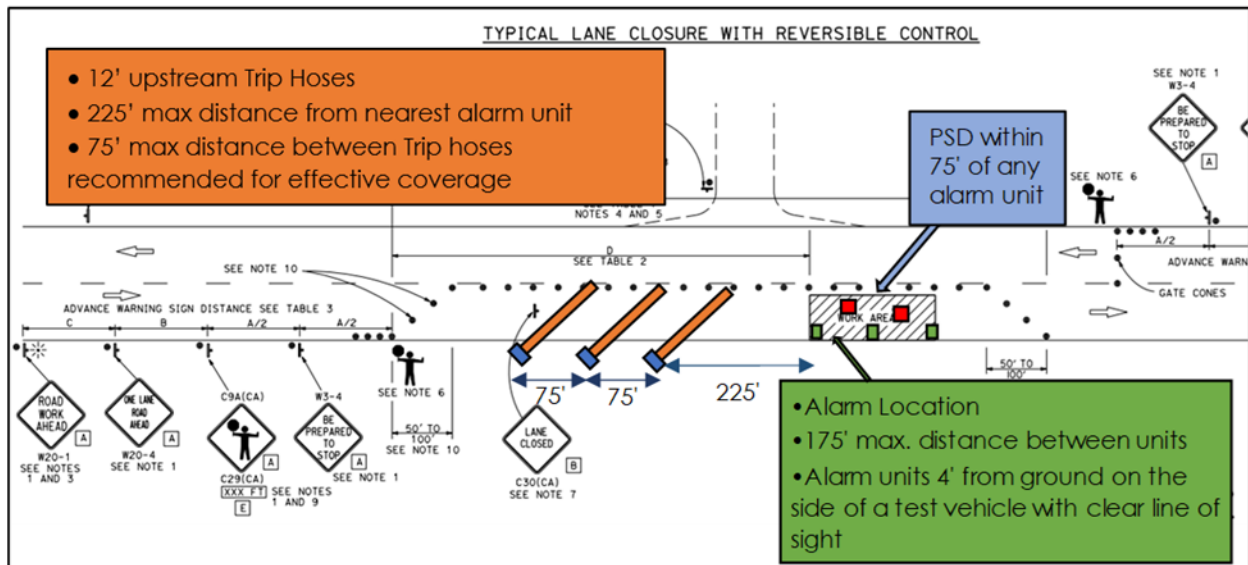 TYPICAL LANE CLOSURE WITH REVERSIBLE CONTROL
• 12' upstream Trip Hoses
• 225' max distance from nearest alarm unit
• 75' max distance between Trip hoses
recommended for effective coverage
PSD within
75' of any
alarm unit
SEE NOTE 1
W3-4
BE
PREPARED
TO
STOP
A
SEE NOTE 6
NOTES 4 AND 5
A/2
ADVANCE WARN
GATE CONES
D
SEE TABLE 2
SEE NOTE 10
ADVANCE WARNING SIGN DISTANCE SEE TABLE 3
C
B
A/2
A/2
WORK AREA
75'
75'
225'
50' TO
100'
SEE NOTE 6
50' TO
100'
SEE NOTE 10
ROAD
WORK
AHEAD
A
W20-1
SEE NOTES
1 AND 3
ONE LANE
ROAD
AHEAD
A
W20-4
SEE NOTE 1
C9A(CA)
A
C29(CA)
XXX FT
SEE NOTES
1 AND 9
E
W3-4
BE
PREPARED
TO
STOP
A
SEE NOTE 1
LANE
CLOSED
B
C30(CA)
SEE NOTE 7
•Alarm Location
•175' max. distance between units
•Alarm units 4' from ground on the
side of a test vehicle with clear line of
sight